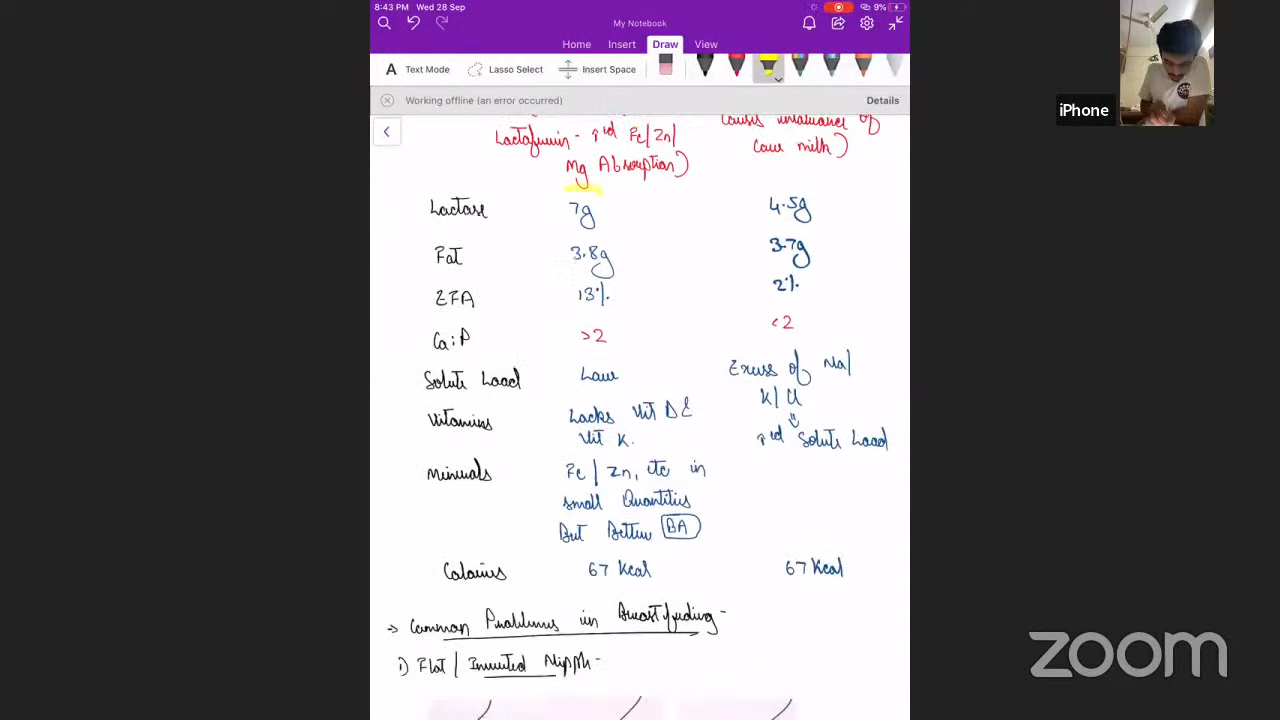 8:43 PM Wed 28 Sep
9%
My Notebook
Home Insert Draw View
Text Mode Lasso Select Insert Space
Working offline (an error occurred) Details
iPhone
Causes intolerance of
Cow milk)
Lactoferrin - ↑ed Fe/Zn/
Mg Absorption)
Lactose 7g 4.5g
Fat 3.8g 3.7g
EFA 13% 2%
Ca:P >2 <2
Solute Load Low Excess of Na/
K/Cl
↑ed Solute Load
Vitamins Lacks Vit D &
Vit K.
Minerals Fe/Zn, etc in
small Quantities
But Better BA
Calories 67 Kcal 67 Kcal
→ Common Problems in Breastfeeding -
1) Flat/Inverted Nipple -
zoom